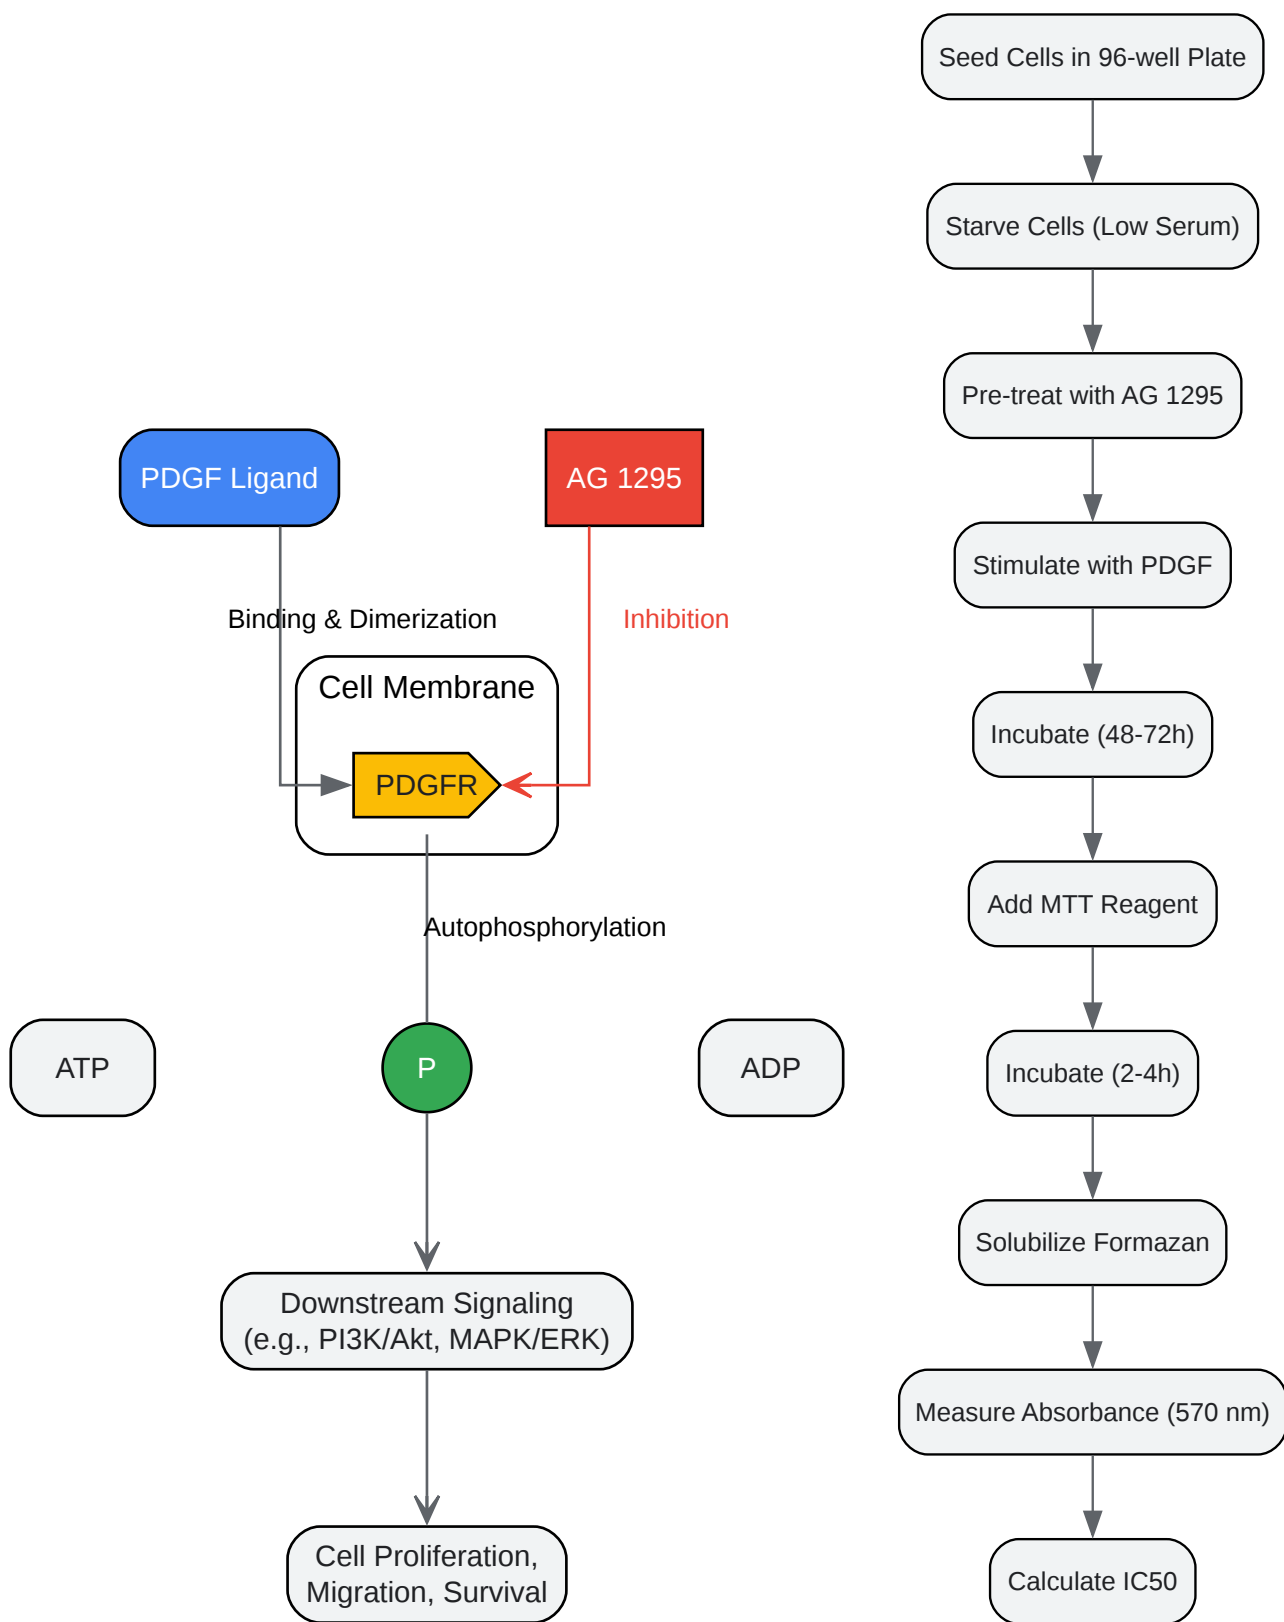 PDGF Ligand
AG 1295
Binding & Dimerization
Inhibition
Cell Membrane
PDGFR
Autophosphorylation
ATP
P
ADP
Downstream Signaling
(e.g., PI3K/Akt, MAPK/ERK)
Cell Proliferation,
Migration, Survival
Seed Cells in 96-well Plate
Starve Cells (Low Serum)
Pre-treat with AG 1295
Stimulate with PDGF
Incubate (48-72h)
Add MTT Reagent
Incubate (2-4h)
Solubilize Formazan
Measure Absorbance (570 nm)
Calculate IC50